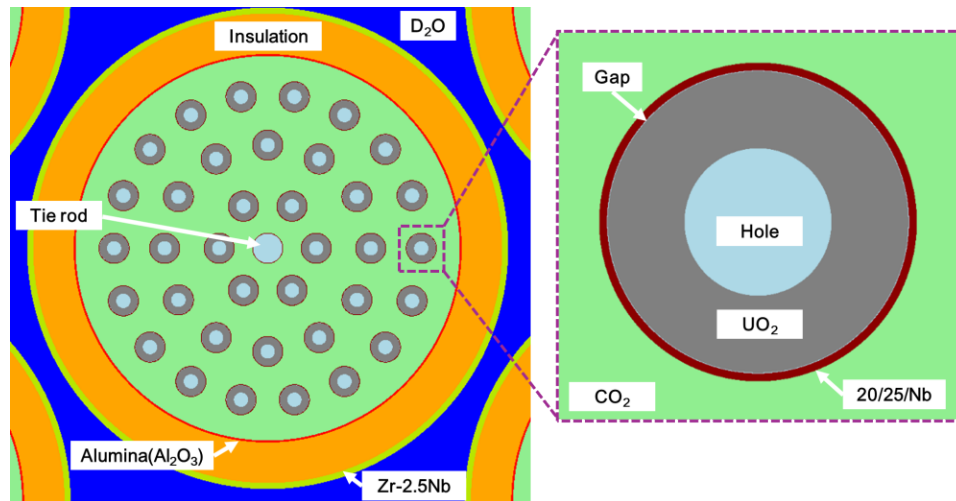 D₂O
Insulation
Gap
Tie rod
Hole
UO₂
CO₂
20/25/Nb
Alumina(Al₂O₃)
Zr-2.5Nb